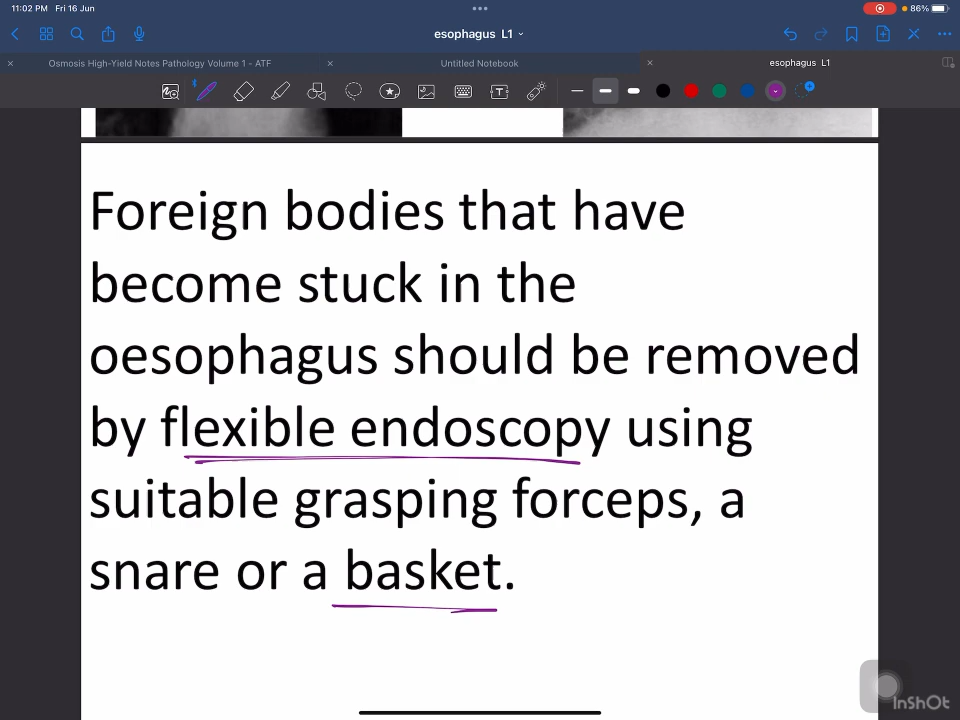 11:02 PM Fri 16 Jun
86%
esophagus L1
Osmosis High-Yield Notes Pathology Volume 1 - ATF
Untitled Notebook
esophagus L1
Foreign bodies that have
become stuck in the
oesophagus should be removed
by flexible endoscopy using
suitable grasping forceps, a
snare or a basket.
InShOt